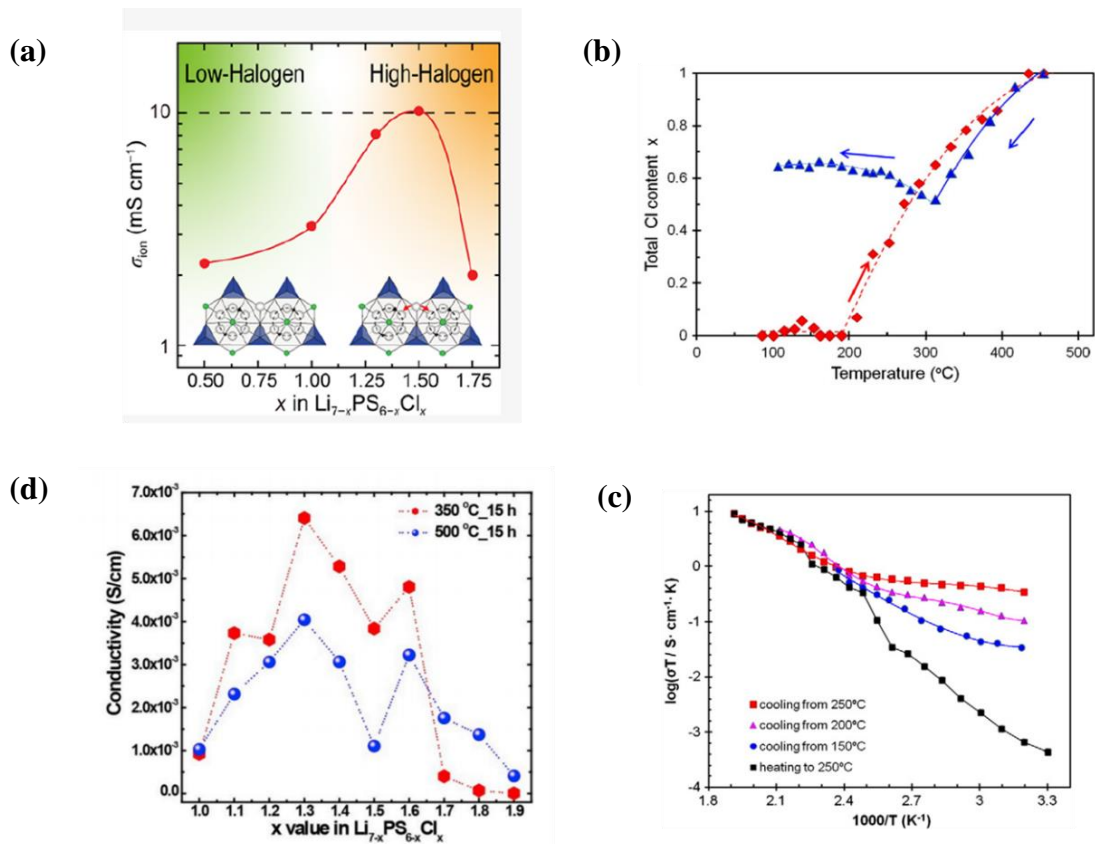 (a)
Low-Halogen High-Halogen
10
1
σion (mS cm⁻¹)
0.50 0.75 1.00 1.25 1.50 1.75
x in Li₇₋ₓPS₆₋ₓClₓ
(b)
1
0.8
0.6
0.4
0.2
0
Total Cl content x
0 100 200 300 400 500
Temperature (°C)
(d)
7.0x10⁻³
6.0x10⁻³
5.0x10⁻³
4.0x10⁻³
3.0x10⁻³
2.0x10⁻³
1.0x10⁻³
0.0
Conductivity (S/cm)
350 °C_15 h
500 °C_15 h
1.0 1.1 1.2 1.3 1.4 1.5 1.6 1.7 1.8 1.9
x value in Li₇₋ₓPS₆₋ₓClₓ
(c)
1
0
-1
-2
-3
-4
log(σT / S· cm⁻¹· K)
cooling from 250°C
cooling from 200°C
cooling from 150°C
heating to 250°C
1.8 2.1 2.4 2.7 3 3.3
1000/T (K⁻¹)